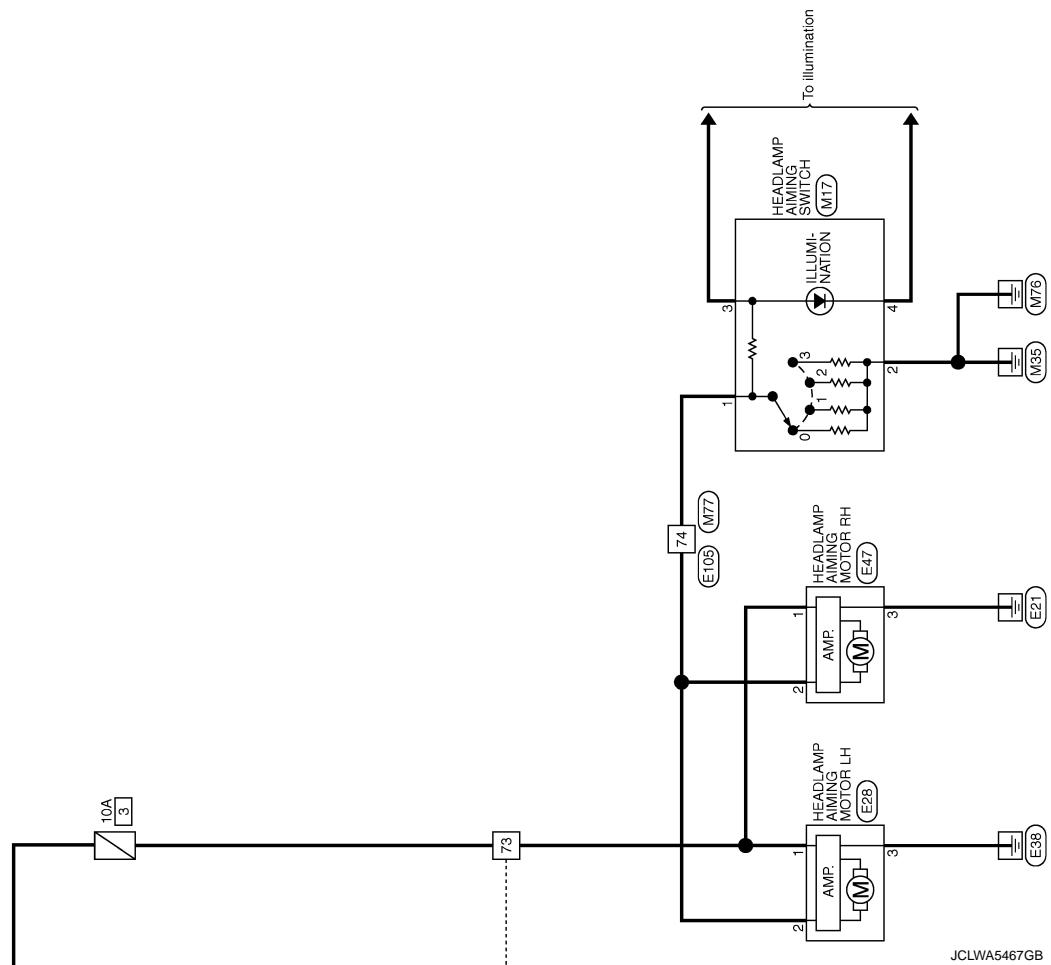 To illumination
HEADLAMP
AIMING
SWITCH
M17
ILLUMI-
NATION
3
4
1
2
0
1
2
3
M76
M35
74
M77
E105
HEADLAMP
AIMING
MOTOR RH
E47
1
2
3
AMP.
M
E21
10A
3
73
HEADLAMP
AIMING
MOTOR LH
E28
1
2
3
AMP.
M
E38
JCLWA5467GB